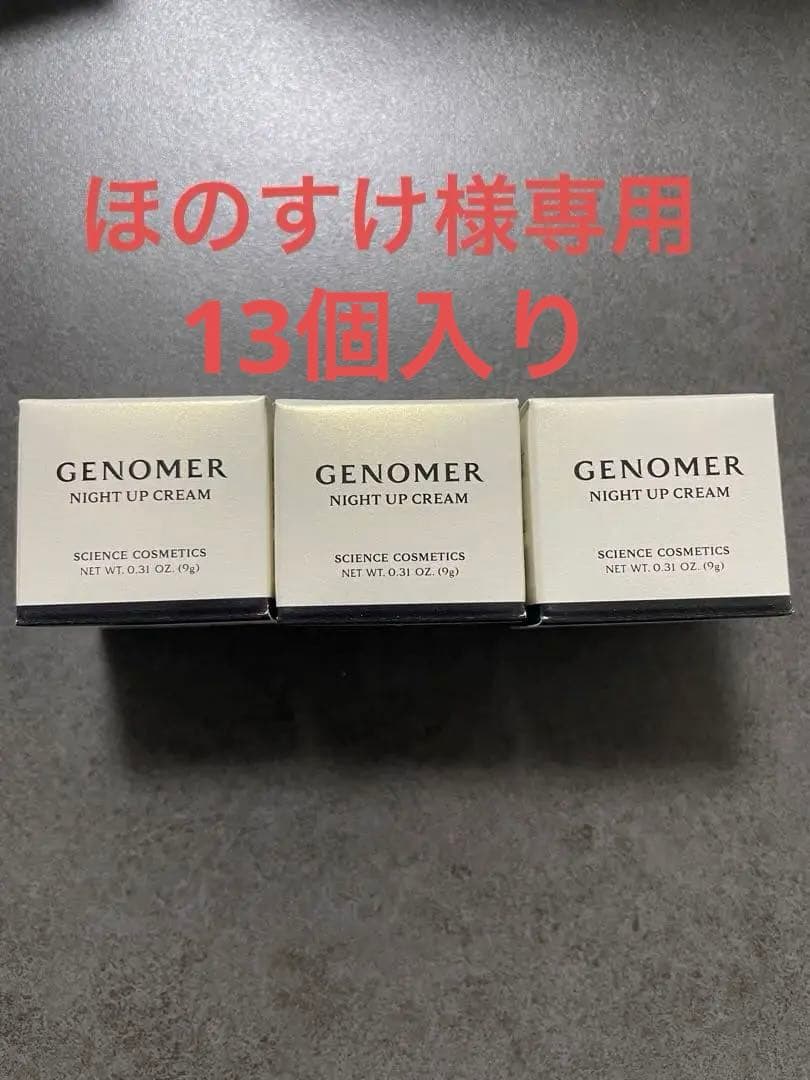 ほのすけ様専用
13個入り
GENOMER
NIGHT UP CREAM
SCIENCE COSMETICS
NET WT. 0.31 OZ. (9g)
GENOMER
NIGHT UP CREAM
SCIENCE COSMETICS
NET WT. 0.31 OZ. (9g)
GENOMER
NIGHT UP CREAM
SCIENCE COSMETICS
NET WT. 0.31 OZ. (9g)